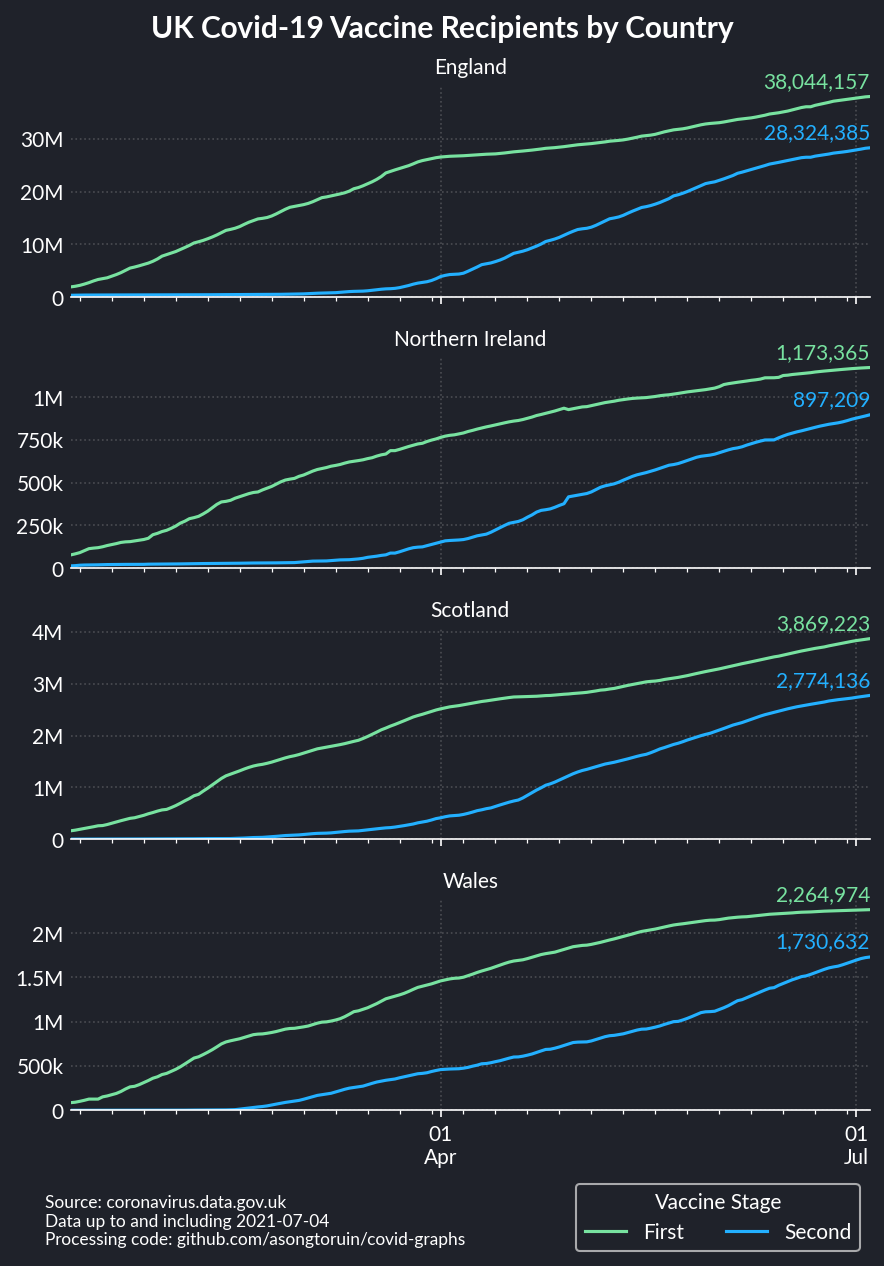 UK Covid-19 Vaccine Recipients by Country
England
38,044,157
28,324,385
30M
20M
10M
0
Northern Ireland
1,173,365
897,209
1M
750k
500k
250k
0
Scotland
3,869,223
2,774,136
4M
3M
2M
1M
0
Wales
2,264,974
1,730,632
2M
1.5M
1M
500k
0
01
Apr
01
Jul
Source: coronavirus.data.gov.uk
Data up to and including 2021-07-04
Processing code: github.com/asongtoruin/covid-graphs
Vaccine Stage
First
Second